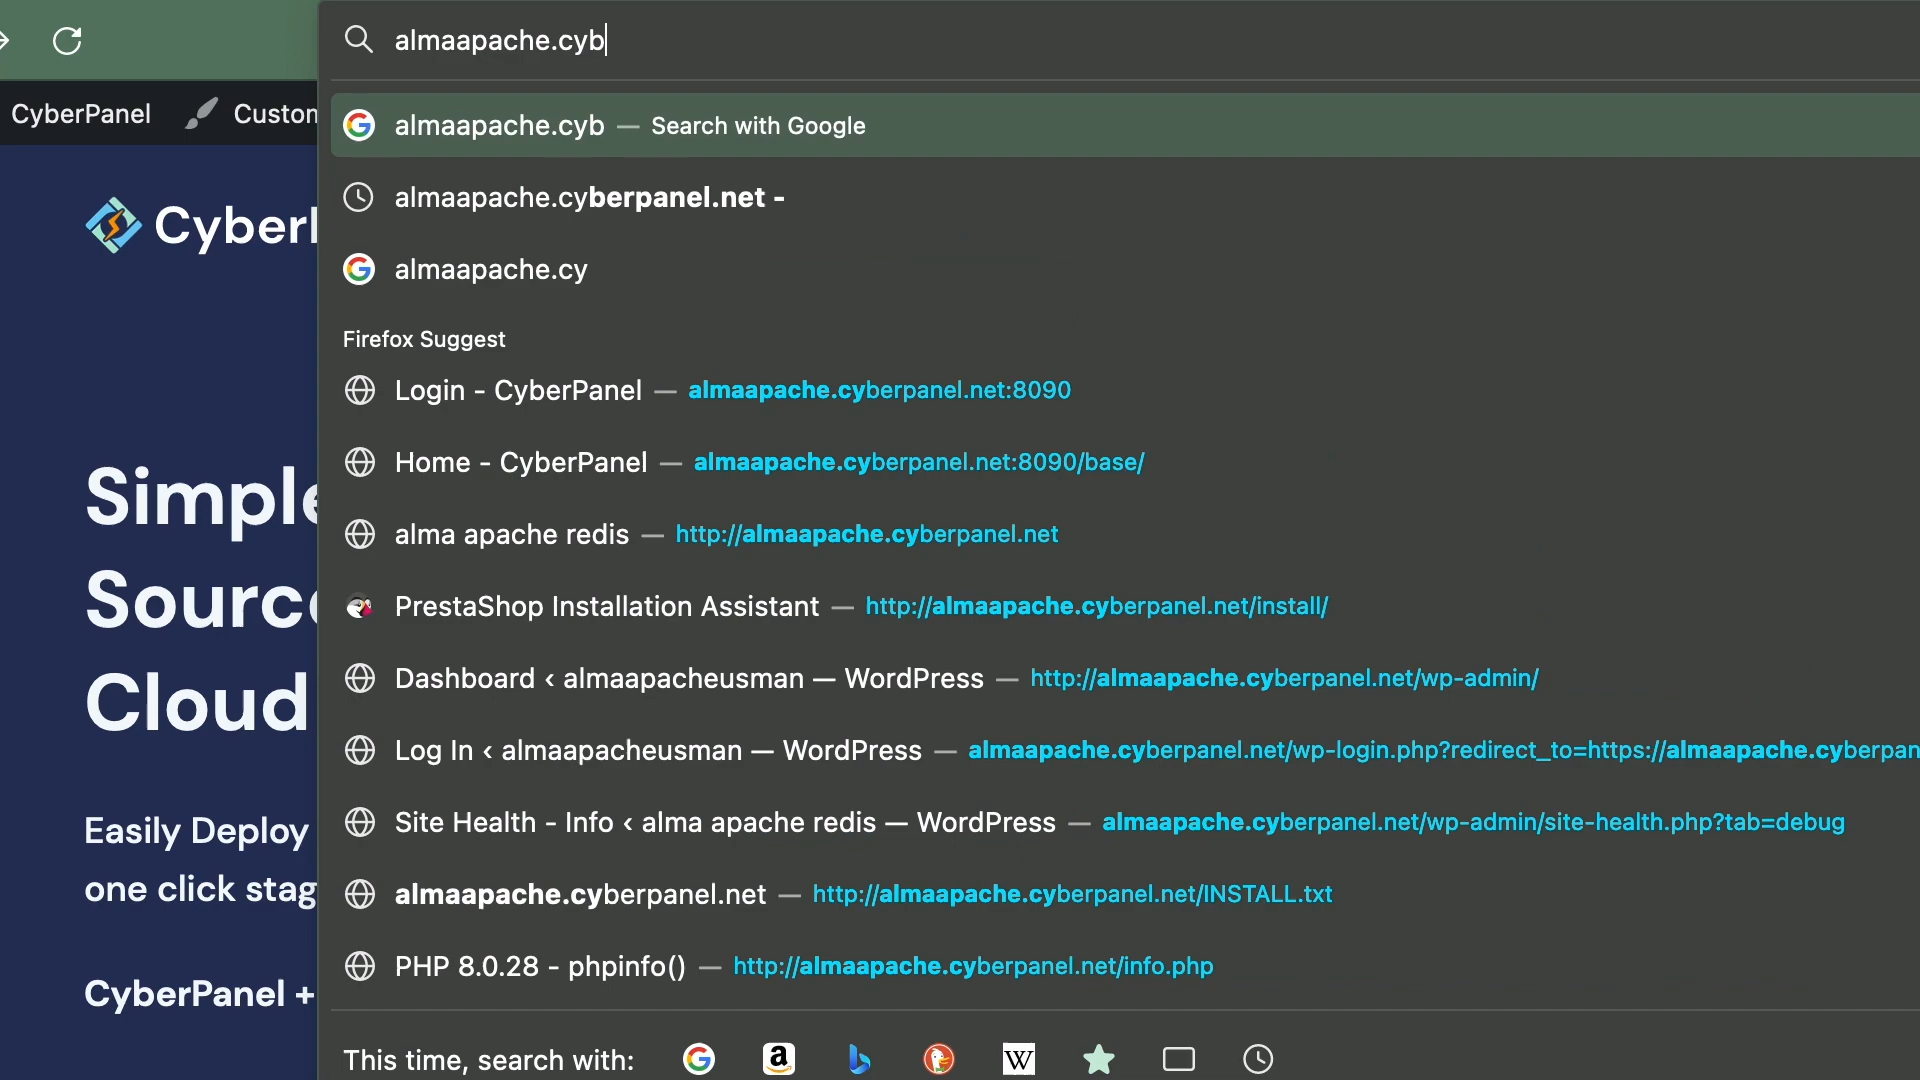 almaapache.cyb
CyberPanel Custom
almaapache.cyb — Search with Google
almaapache.cyberpanel.net -
almaapache.cy
Firefox Suggest
Login - CyberPanel — almaapache.cyberpanel.net:8090
Home - CyberPanel — almaapache.cyberpanel.net:8090/base/
alma apache redis — http://almaapache.cyberpanel.net
PrestaShop Installation Assistant — http://almaapache.cyberpanel.net/install/
Dashboard ‹ almaapacheusman — WordPress — http://almaapache.cyberpanel.net/wp-admin/
Log In ‹ almaapacheusman — WordPress — almaapache.cyberpanel.net/wp-login.php?redirect_to=https://almaapache.cyberpan
Site Health - Info ‹ alma apache redis — WordPress — almaapache.cyberpanel.net/wp-admin/site-health.php?tab=debug
almaapache.cyberpanel.net — http://almaapache.cyberpanel.net/INSTALL.txt
PHP 8.0.28 - phpinfo() — http://almaapache.cyberpanel.net/info.php
This time, search with:
Cyber
Simple
Source
Cloud
Easily Deploy
one click stag
CyberPanel +